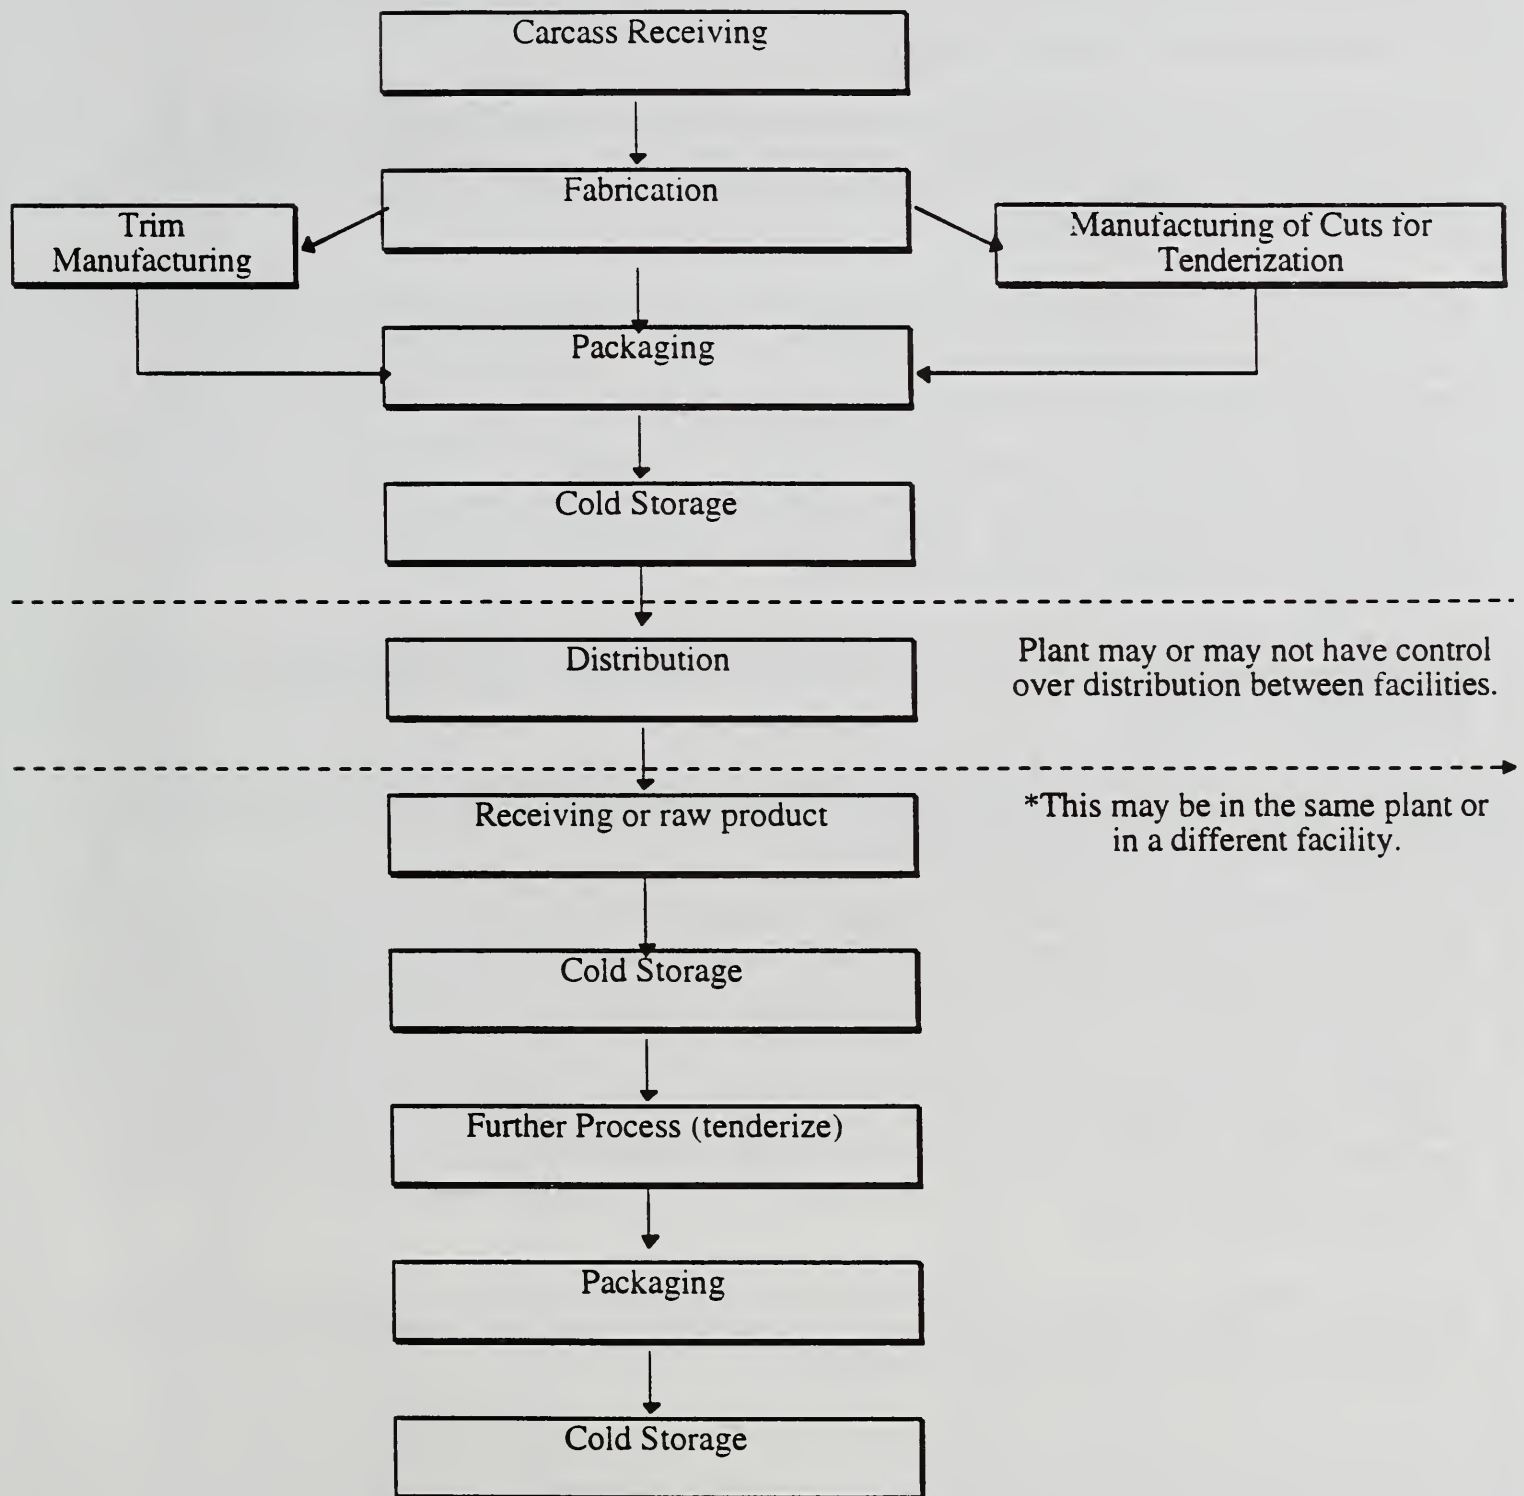 Carcass Receiving
Fabrication
Trim
Manufacturing
Manufacturing of Cuts for
Tenderization
Packaging
Cold Storage
Distribution
Plant may or may not have control
over distribution between facilities.
Receiving or raw product
*This may be in the same plant or
in a different facility.
Cold Storage
Further Process (tenderize)
Packaging
Cold Storage